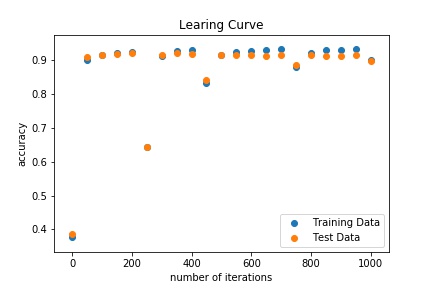 Learing Curve
accuracy
0.9
0.8
0.7
0.6
0.5
0.4
0 200 400 600 800 1000
number of iterations
Training Data
Test Data